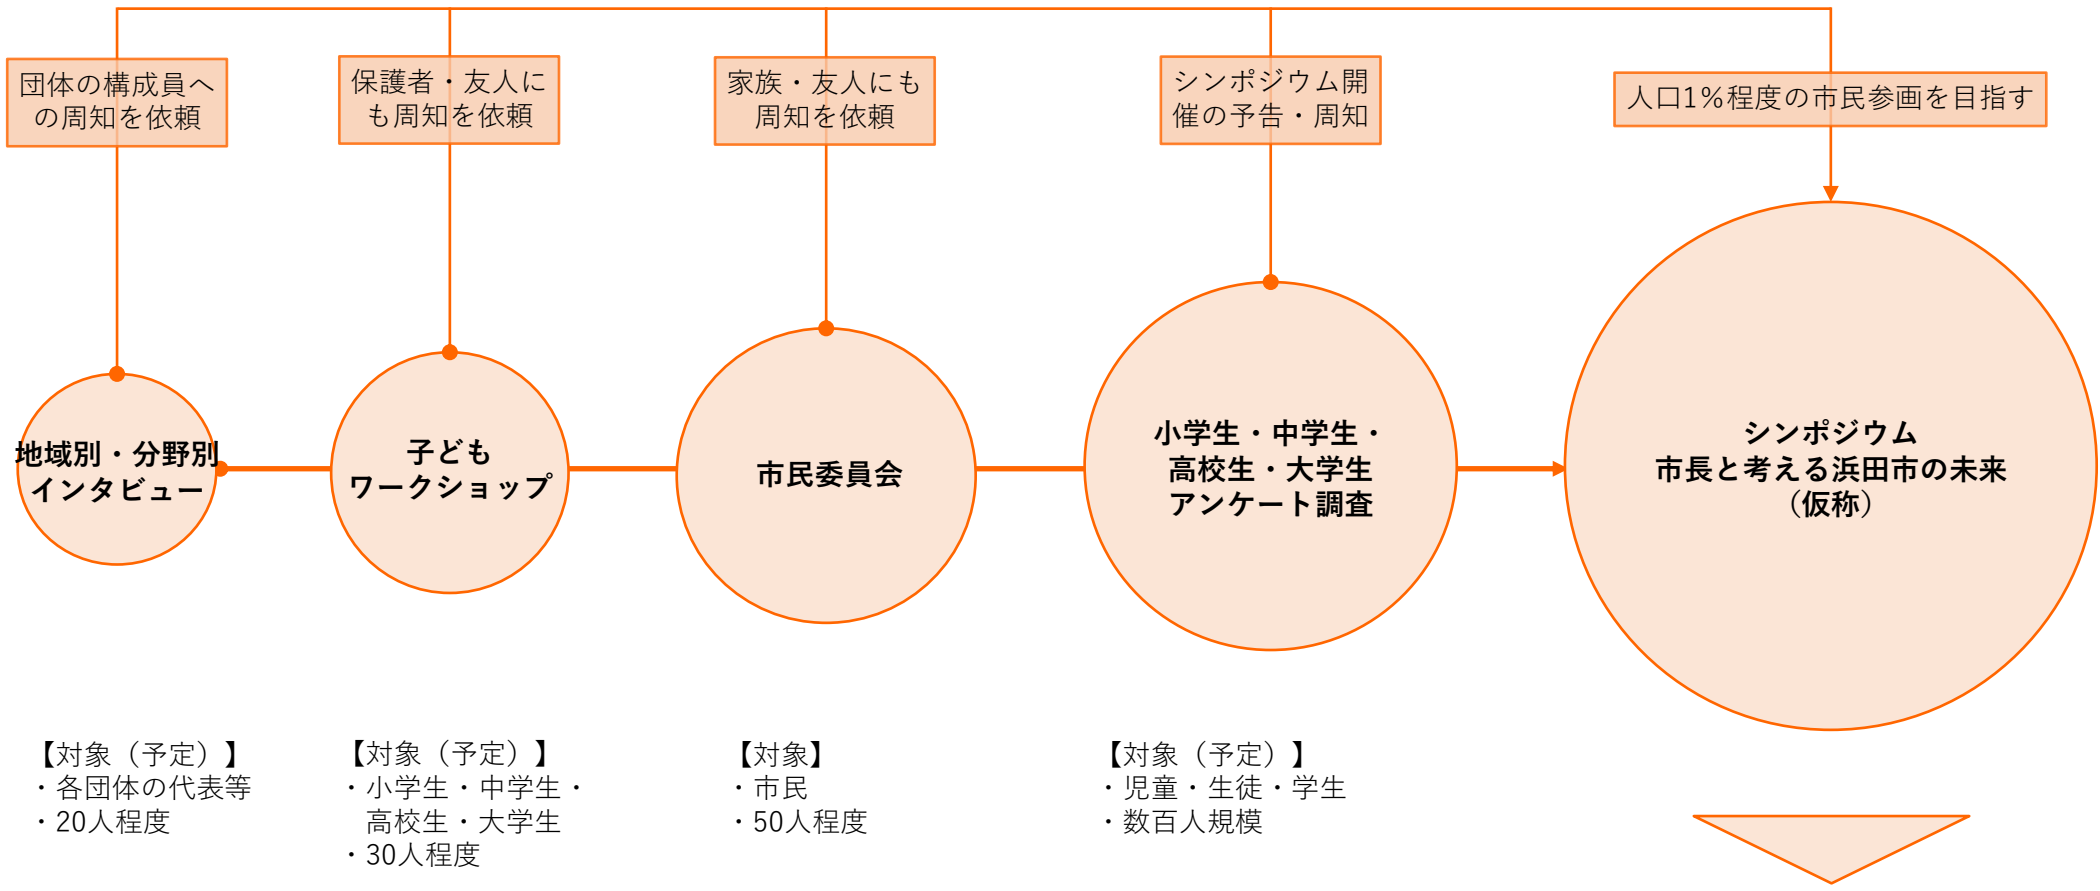 団体の構成員へ
の周知を依頼
保護者・友人に
も周知を依頼
家族・友人にも
周知を依頼
シンポジウム開
催の予告・周知
人口1％程度の市民参画を目指す
地域別・分野別
インタビュー
子ども
ワークショップ
市民委員会
小学生・中学生・
高校生・大学生
アンケート調査
シンポジウム
市長と考える浜田市の未来
（仮称）
【対象（予定）】
・各団体の代表等
・20人程度
【対象（予定）】
・小学生・中学生・
高校生・大学生
・30人程度
【対象】
・市民
・50人程度
【対象（予定）】
・児童・生徒・学生
・数百人規模